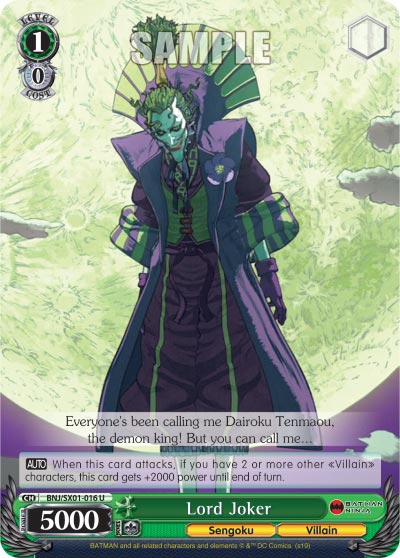 LEVEL
1
0
COST
SAMPLE
Everyone's been calling me Dairoku Tenmaou,
the demon king! But you can call me...
AUTO When this card attacks, if you have 2 or more other «Villain»
characters, this card gets +2000 power until end of turn.
CH BNJ/SX01-016 U
5000
Lord Joker
BATMAN
NINJA
Sengoku
Villain
BATMAN and all related characters and elements © & ™ DC Comics. (s19)